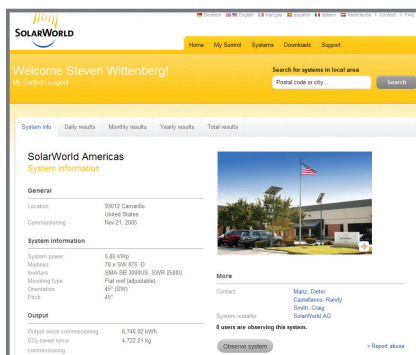 Deutsch English Français español Italiano Nederlands | Contact | FAQ
SOLARWORLD
Home My Suntrol Systems Downloads Support
Welcome Steven Wittenberg!
My Suntrol | Logout
Search for systems in local area
Postal code or city...
Search
System info Daily results Monthly results Yearly results Total results
SolarWorld Americas
System information
General
Location 93012 Camarillo
United States
Commissioning Nov 21, 2006
System information
System power 5.85 kWp
Modules 78 x SW 075 -D
Inverters SMA SB 3000US, SWR 2500U
Mounting type Flat roof (adjustable)
Orientation 45° (SW)
Pitch 45°
Output
Output since commissioning 6,746.02 kWh
CO₂ saved since 4,722.21 kg
commissioning
More
Contact Manz, Dieter
Castellanos, Randy
Smith, Craig
System installer SolarWorld AG
8 users are observing this system.
Observe system
» Report abuse